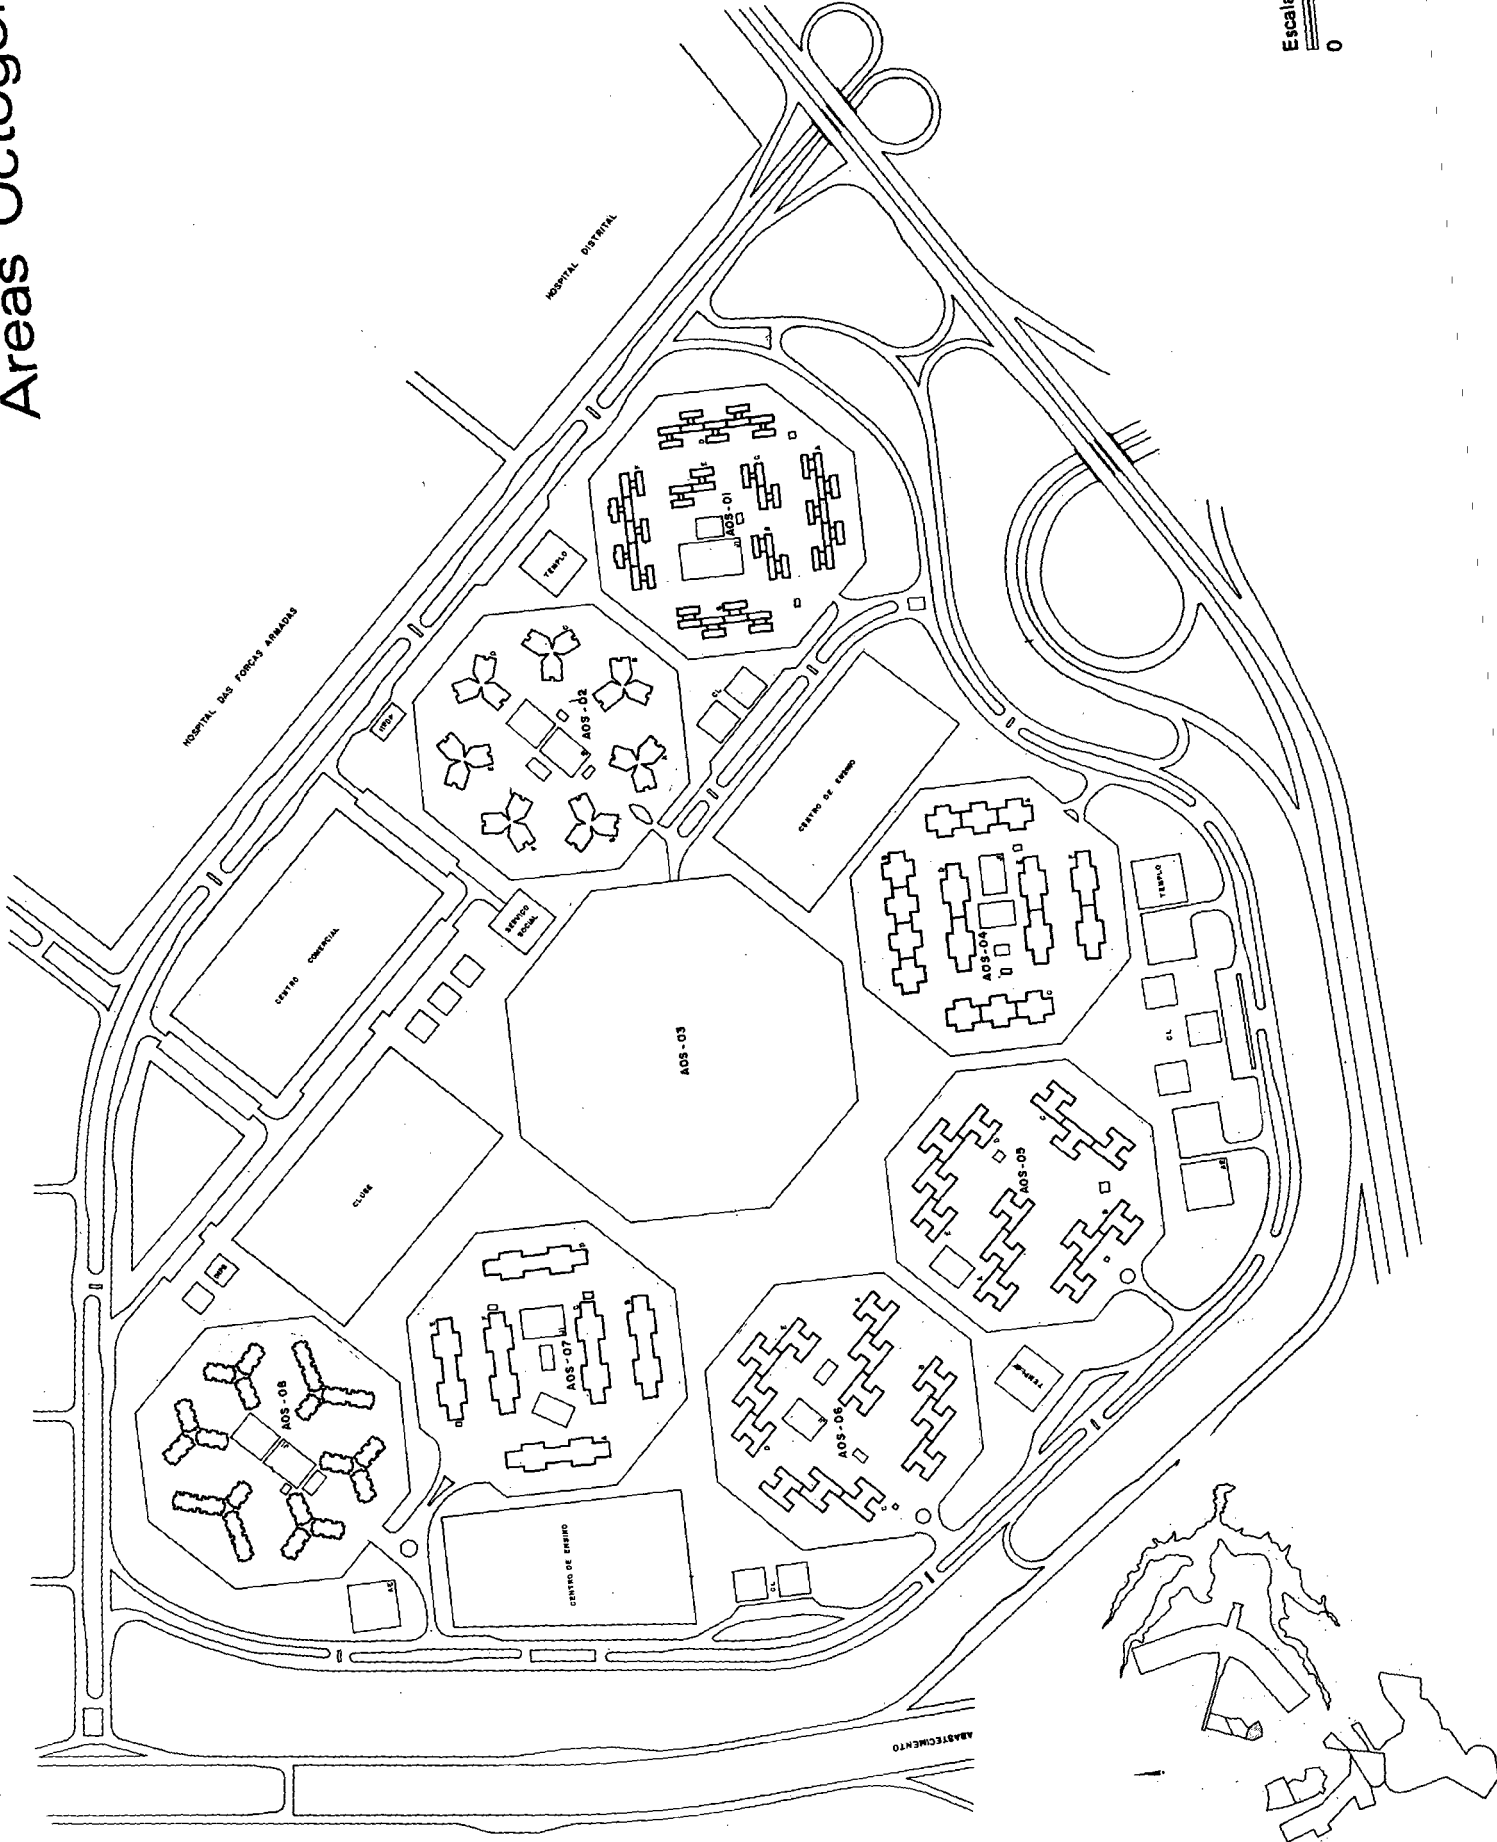 Areas Octogo
Escala
0
HOSPITAL DISTRITAL
HOSPITAL DAS FORÇAS ARMADAS
AOS-01
TEMPLO
AOS-02
CL
CENTRO DE ENSINO
CENTRO COMERCIAL
SERVIÇO
SOCIAL
AOS-03
AOS-04
TEMPLO
CL
AE
AOS-05
CLUBE
AOS-06
TEMPLO
AOS-07
AOS-08
AE
CENTRO DE ENSINO
CL
ABASTECIMENTO